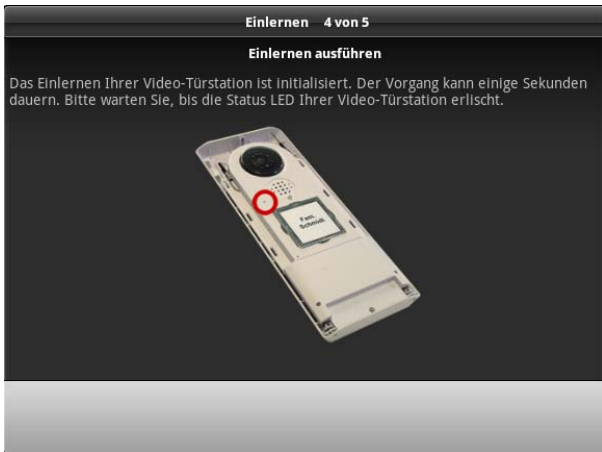 Einlernen 4 von 5
Einlernen ausführen
Das Einlernen Ihrer Video-Türstation ist initialisiert. Der Vorgang kann einige Sekunden
dauern. Bitte warten Sie, bis die Status LED Ihrer Video-Türstation erlischt.
Fam.
Schmidt